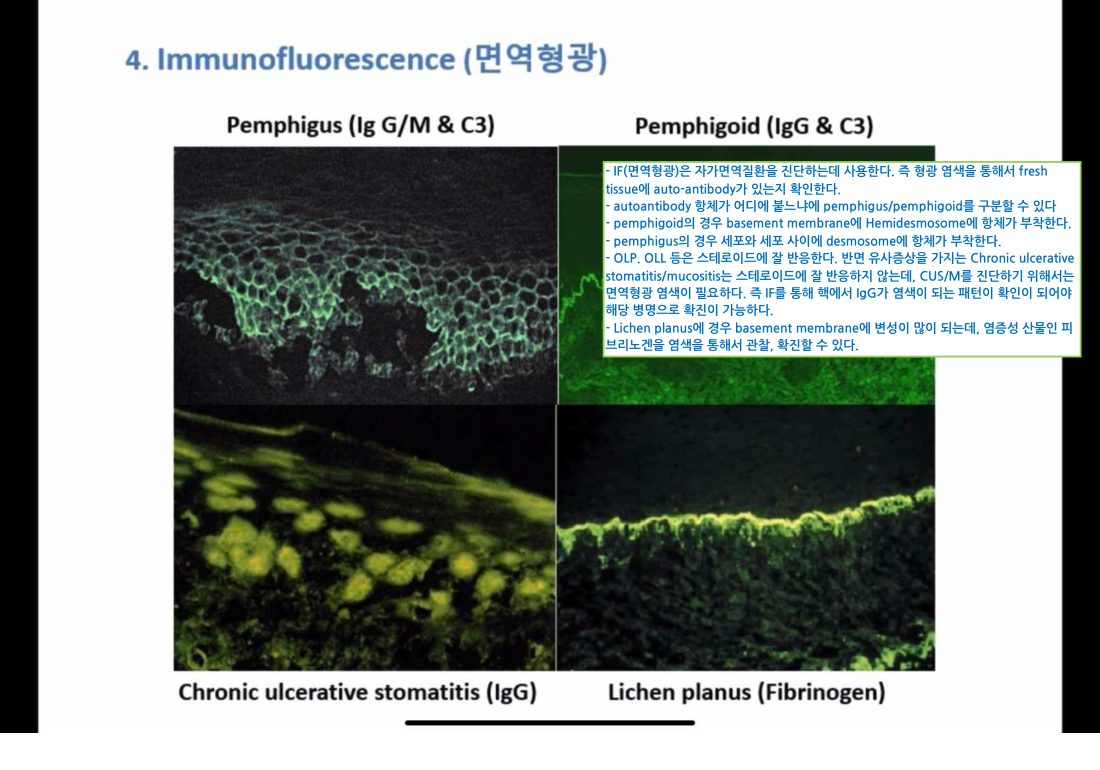 4. Immunofluorescence (면역형광)
Pemphigus (Ig G/M & C3)
Pemphigoid (IgG & C3)
- IF(면역형광)은 자가면역질환을 진단하는데 사용한다. 즉 형광 염색을 통해서 fresh
tissue에 auto-antibody가 있는지 확인한다.
- autoantibody 항체가 어디에 붙느냐에 pemphigus/pemphigoid를 구분할 수 있다
- pemphigoid의 경우 basement membrane에 Hemidesmosome에 항체가 부착한다.
- pemphigus의 경우 세포와 세포 사이에 desmosome에 항체가 부착한다.
- OLP. OLL 등은 스테로이드에 잘 반응한다. 반면 유사증상을 가지는 Chronic ulcerative
stomatitis/mucositis는 스테로이드에 잘 반응하지 않는데, CUS/M를 진단하기 위해서는
면역형광 염색이 필요하다. 즉 IF를 통해 핵에서 IgG가 염색이 되는 패턴이 확인이 되어야
해당 병명으로 확진이 가능하다.
- Lichen planus에 경우 basement membrane에 변성이 많이 되는데, 염증성 산물인 피
브리노겐을 염색을 통해서 관찰, 확진할 수 있다.
Chronic ulcerative stomatitis (IgG)
Lichen planus (Fibrinogen)